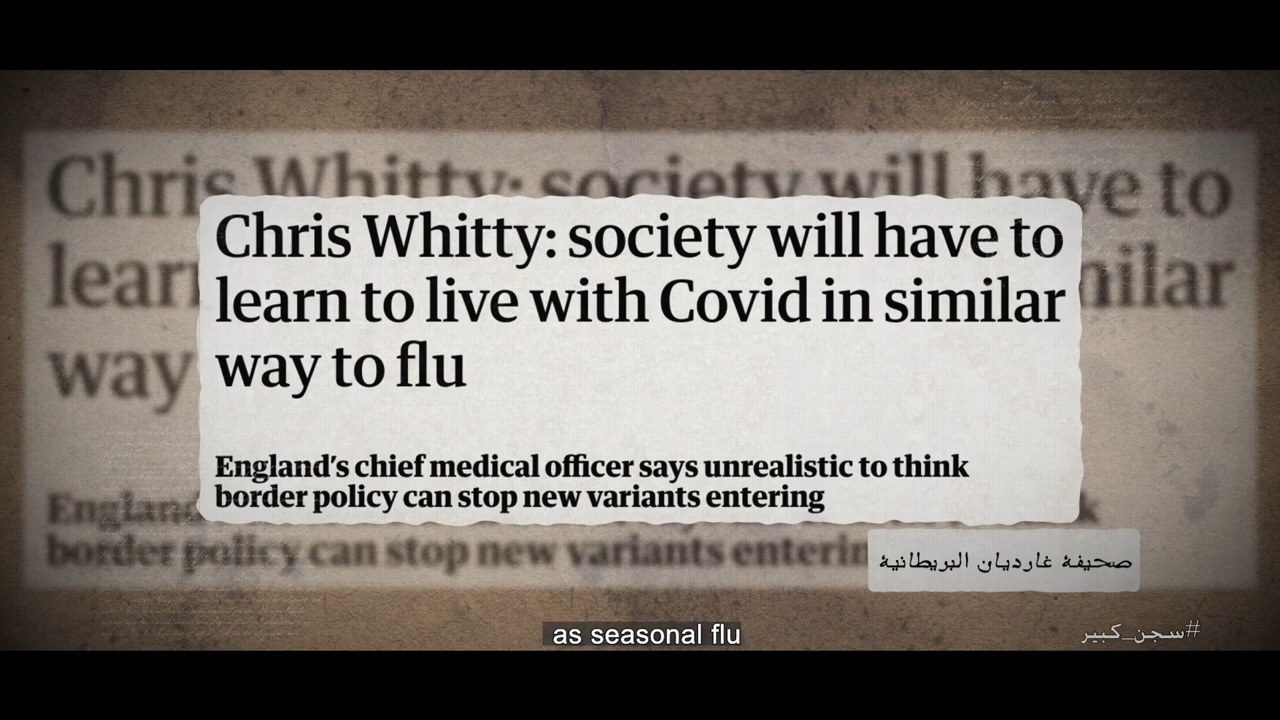 Chris Whitty: society will have to
learn to live with Covid in similar
way to flu
England's chief medical officer says unrealistic to think
border policy can stop new variants entering
صحيفة غارديان البريطانية
as seasonal flu
#سجن_كبير